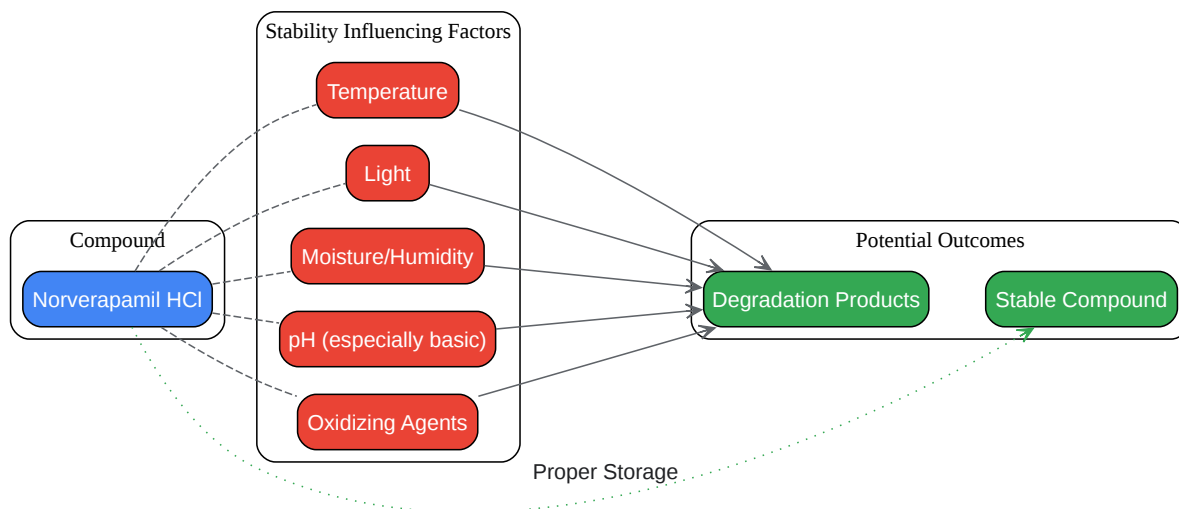 Stability Influencing Factors
Temperature
Light
Moisture/Humidity
pH (especially basic)
Oxidizing Agents
Compound
Norverapamil HCl
Potential Outcomes
Degradation Products
Stable Compound
Proper Storage